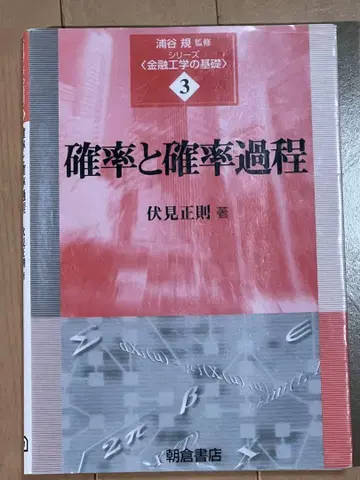 浦谷 規 監修
シリーズ
〈金融工学の基礎〉
3
確率と確率過程
伏見正則 著
Σ
E
2π
β
朝倉書店